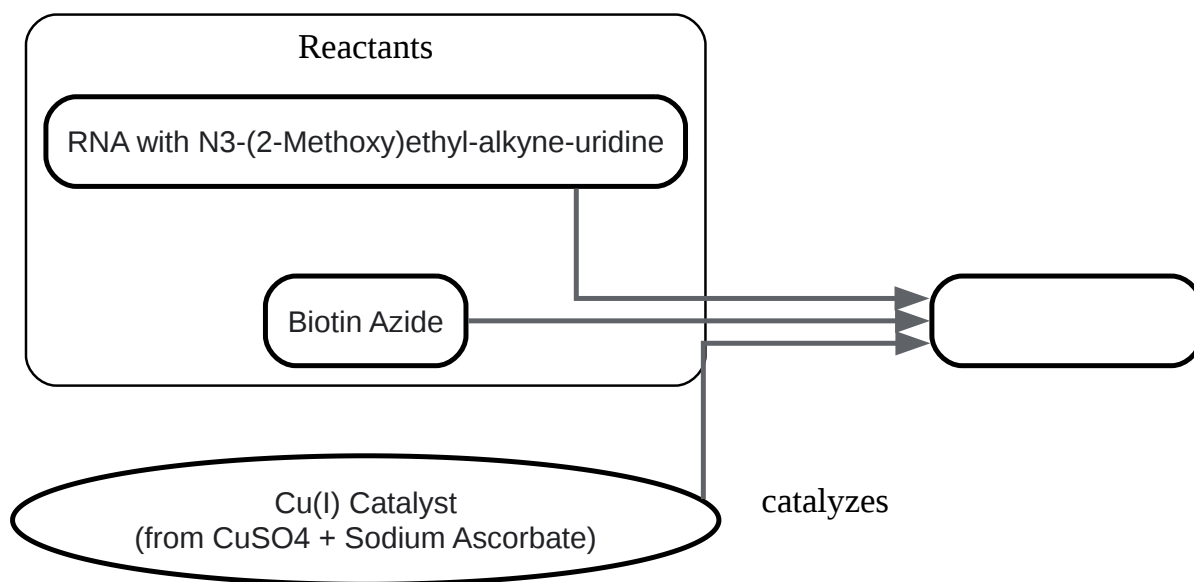 Reactants
RNA with N3-(2-Methoxy)ethyl-alkyne-uridine
Biotin Azide
Cu(I) Catalyst
(from CuSO4 + Sodium Ascorbate)
catalyzes